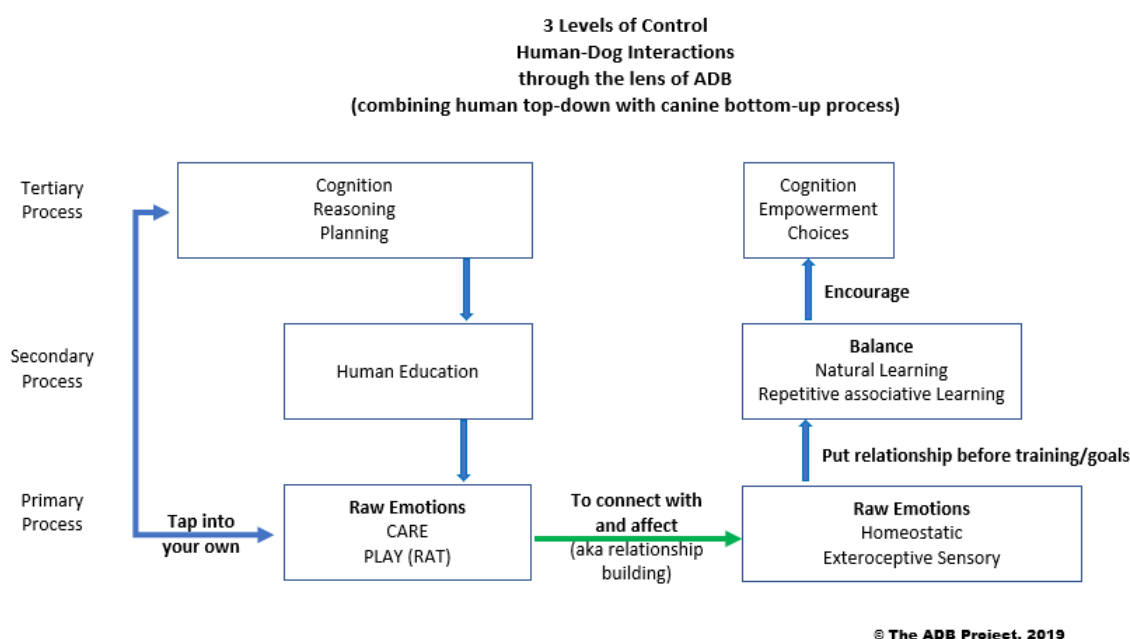 3 Levels of Control
Human-Dog Interactions
through the lens of ADB
(combining human top-down with canine bottom-up process)
Tertiary
Process
Cognition
Reasoning
Planning
Cognition
Empowerment
Choices
Encourage
Secondary
Process
Human Education
Balance
Natural Learning
Repetitive associative Learning
Put relationship before training/goals
Primary
Process
Tap into
your own
Raw Emotions
CARE
PLAY (RAT)
To connect with
and affect
(aka relationship
building)
Raw Emotions
Homeostatic
Exteroceptive Sensory
© The ADB Project, 2019